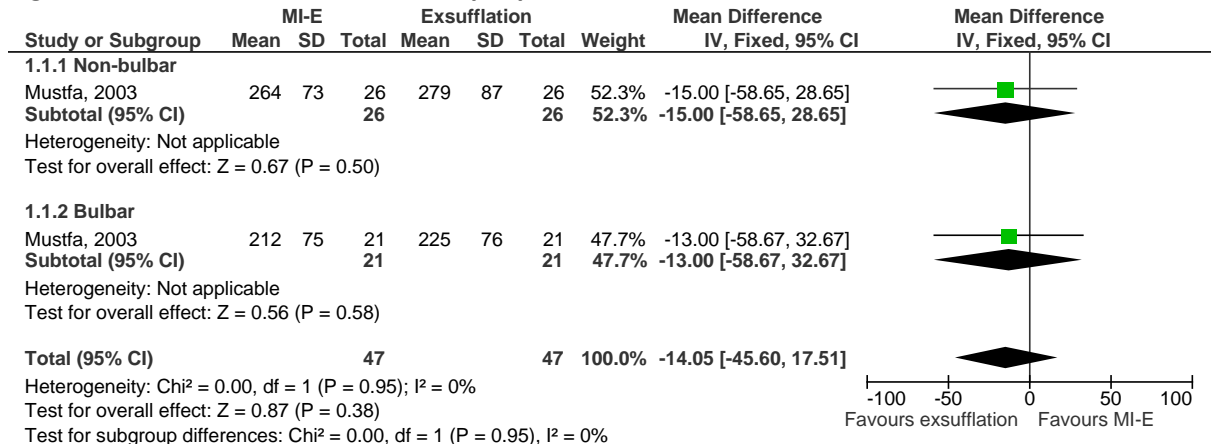 MI-E Exsufflation Mean Difference Mean Difference
Study or Subgroup Mean SD Total Mean SD Total Weight IV, Fixed, 95% CI IV, Fixed, 95% CI
1.1.1 Non-bulbar
Mustfa, 2003 264 73 26 279 87 26 52.3% -15.00 [-58.65, 28.65]
Subtotal (95% CI) 26 26 52.3% -15.00 [-58.65, 28.65]
Heterogeneity: Not applicable
Test for overall effect: Z = 0.67 (P = 0.50)
1.1.2 Bulbar
Mustfa, 2003 212 75 21 225 76 21 47.7% -13.00 [-58.67, 32.67]
Subtotal (95% CI) 21 21 47.7% -13.00 [-58.67, 32.67]
Heterogeneity: Not applicable
Test for overall effect: Z = 0.56 (P = 0.58)
Total (95% CI) 47 47 100.0% -14.05 [-45.60, 17.51]
Heterogeneity: Chi² = 0.00, df = 1 (P = 0.95); I² = 0%
Test for overall effect: Z = 0.87 (P = 0.38)
Test for subgroup differences: Chi² = 0.00, df = 1 (P = 0.95), I² = 0%
-100 -50 0 50 100
Favours exsufflation Favours MI-E